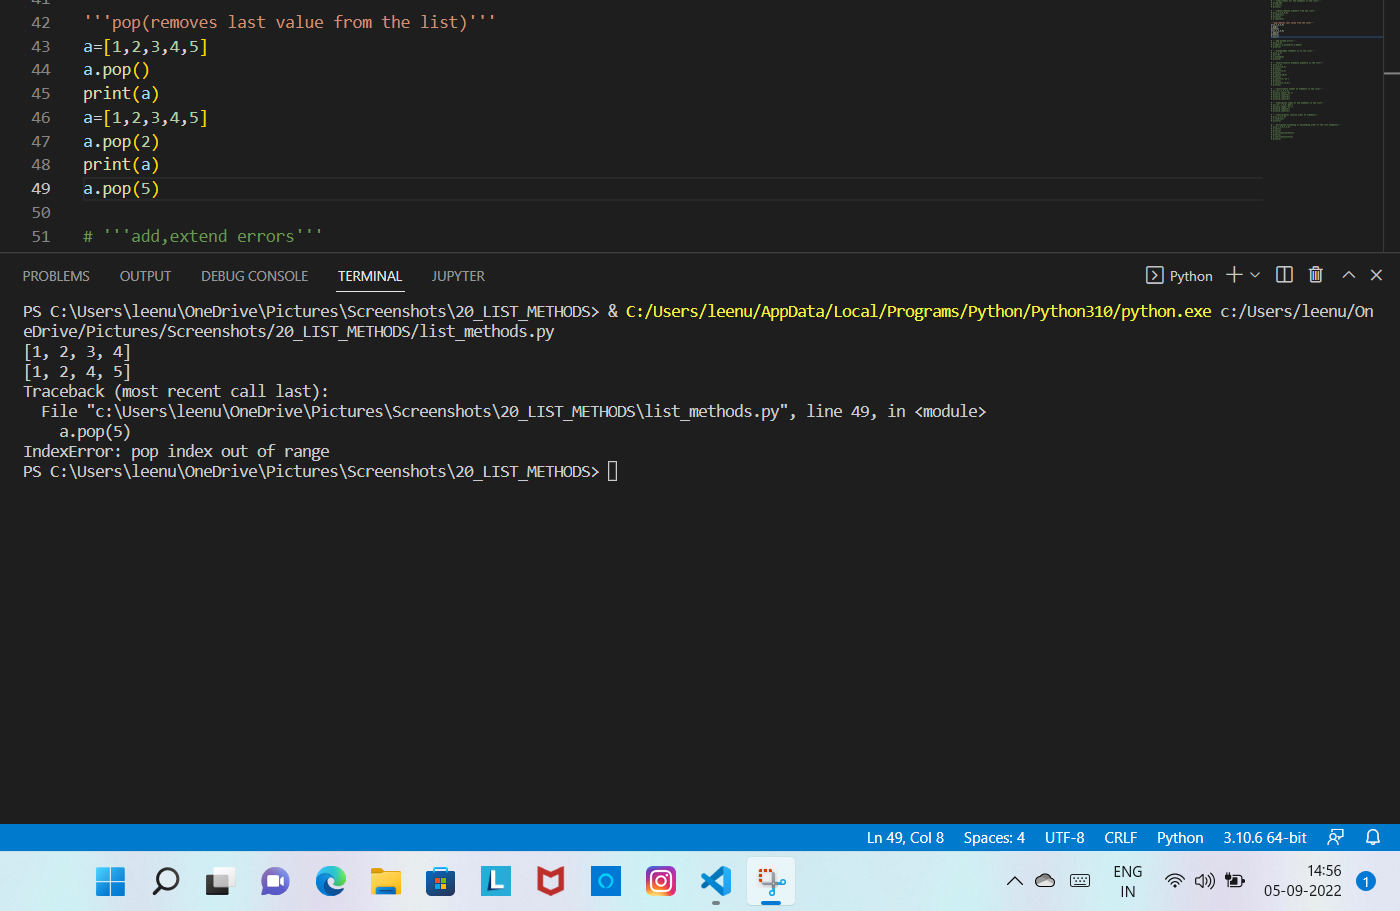 41
42 '''pop(removes last value from the list)'''
43 a=[1,2,3,4,5]
44 a.pop()
45 print(a)
46 a=[1,2,3,4,5]
47 a.pop(2)
48 print(a)
49 a.pop(5)
50
51 # '''add,extend errors'''
PROBLEMS OUTPUT DEBUG CONSOLE TERMINAL JUPYTER Python
PS C:\Users\leenu\OneDrive\Pictures\Screenshots\20_LIST_METHODS> & C:/Users/leenu/AppData/Local/Programs/Python/Python310/python.exe c:/Users/leenu/On
eDrive/Pictures/Screenshots/20_LIST_METHODS/list_methods.py
[1, 2, 3, 4]
[1, 2, 4, 5]
Traceback (most recent call last):
  File "c:\Users\leenu\OneDrive\Pictures\Screenshots\20_LIST_METHODS\list_methods.py", line 49, in <module>
    a.pop(5)
IndexError: pop index out of range
PS C:\Users\leenu\OneDrive\Pictures\Screenshots\20_LIST_METHODS>
Ln 49, Col 8 Spaces: 4 UTF-8 CRLF Python 3.10.6 64-bit
L
ENG 14:56
IN 05-09-2022 1